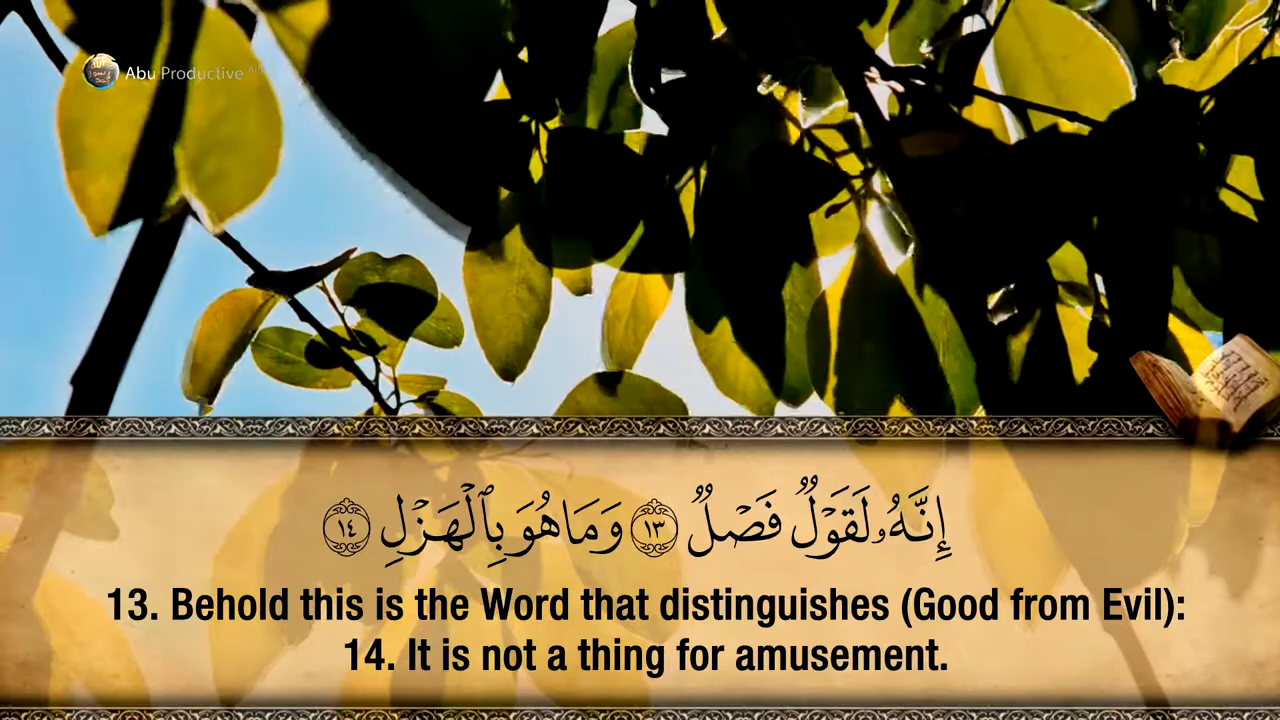 Abu Productive
إِنَّهُۥ لَقَوْلٌ فَصْلٌ ١٣ وَمَا هُوَ بِٱلْهَزْلِ ١٤
13. Behold this is the Word that distinguishes (Good from Evil):
14. It is not a thing for amusement.